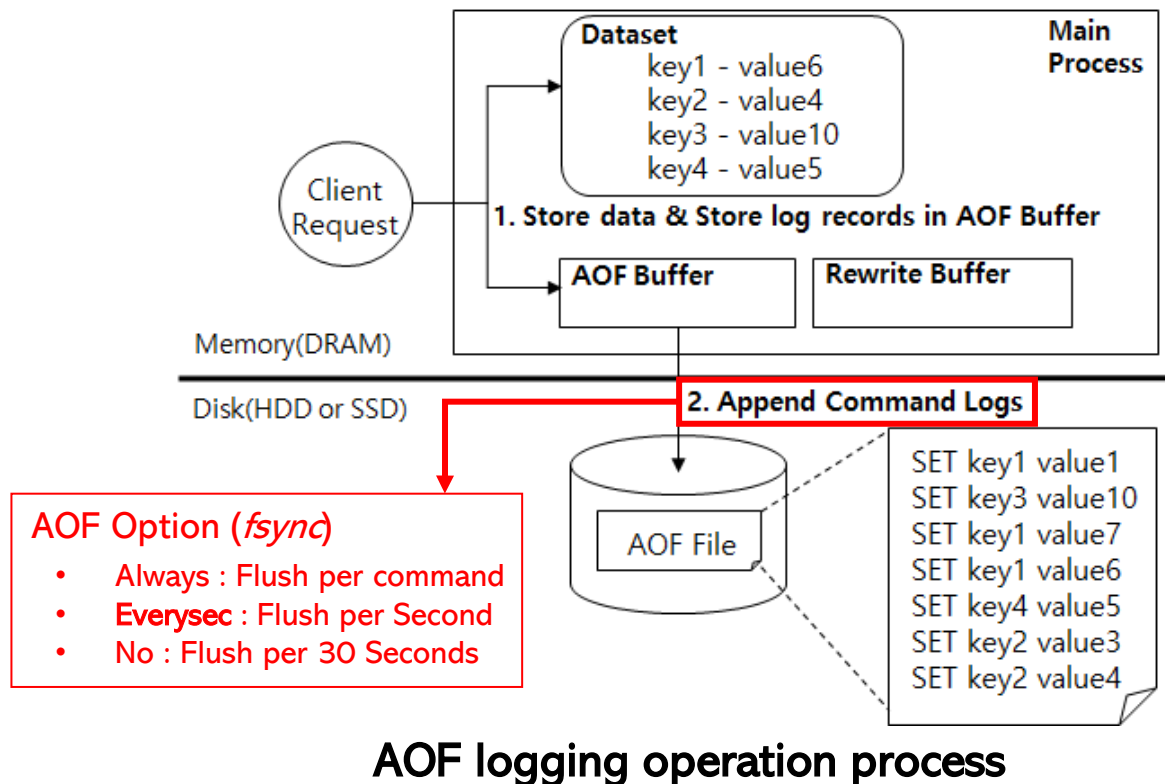 Dataset
key1 - value6
key2 - value4
key3 - value10
key4 - value5
Main
Process
Client
Request
1. Store data & Store log records in AOF Buffer
AOF Buffer
Rewrite Buffer
Memory(DRAM)
Disk(HDD or SSD)
2. Append Command Logs
AOF File
SET key1 value1
SET key3 value10
SET key1 value7
SET key1 value6
SET key4 value5
SET key2 value3
SET key2 value4
AOF Option (fsync)
• Always : Flush per command
• Everysec : Flush per Second
• No : Flush per 30 Seconds
AOF logging operation process